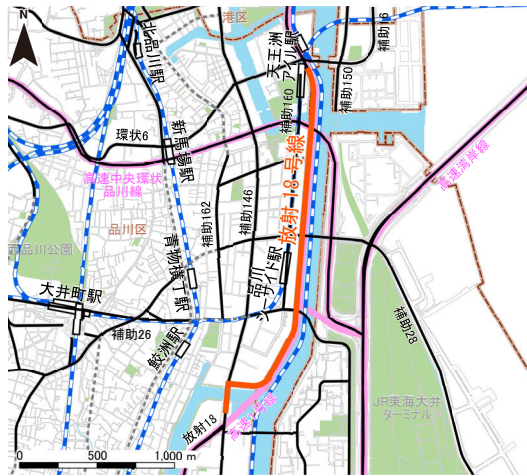 N
港区
北品川駅
天王洲
アイル駅
補助16
補助150
補助160
環状6
新馬場駅
高速中央環状
品川線
高速湾岸線
品川区
補助162
補助146
放射18号線
西品川公園
青物横丁駅
品川
シーサイド駅
大井町駅
補助26
鮫洲駅
補助28
JR東海大井
ターミナル
放射18
高速1号線
0 500 1,000 m